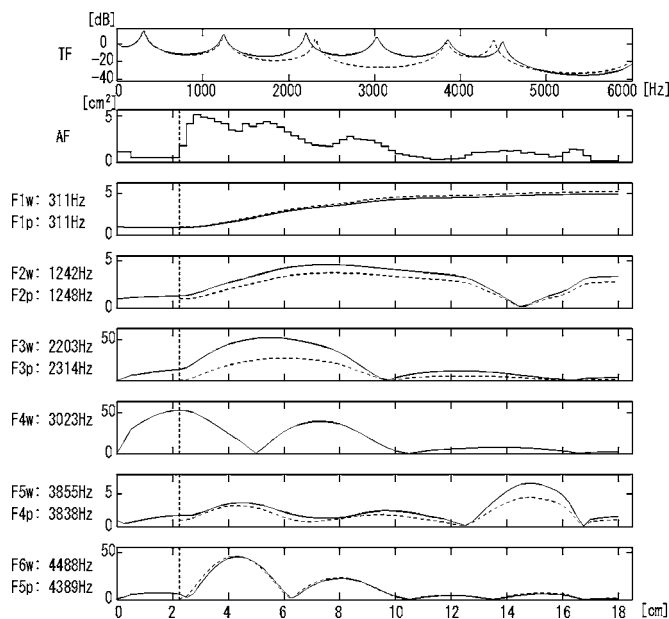 [dB]
TF
0
-20
-40
0 1000 2000 3000 4000 5000 6000 [Hz]
[cm²]
AF
5
0
F1w: 311Hz
F1p: 311Hz
5
0
F2w: 1242Hz
F2p: 1248Hz
5
0
F3w: 2203Hz
F3p: 2314Hz
50
0
F4w: 3023Hz
50
0
F5w: 3855Hz
F4p: 3838Hz
5
0
F6w: 4488Hz
F5p: 4389Hz
50
0
0 2 4 6 8 10 12 14 16 18 [cm]